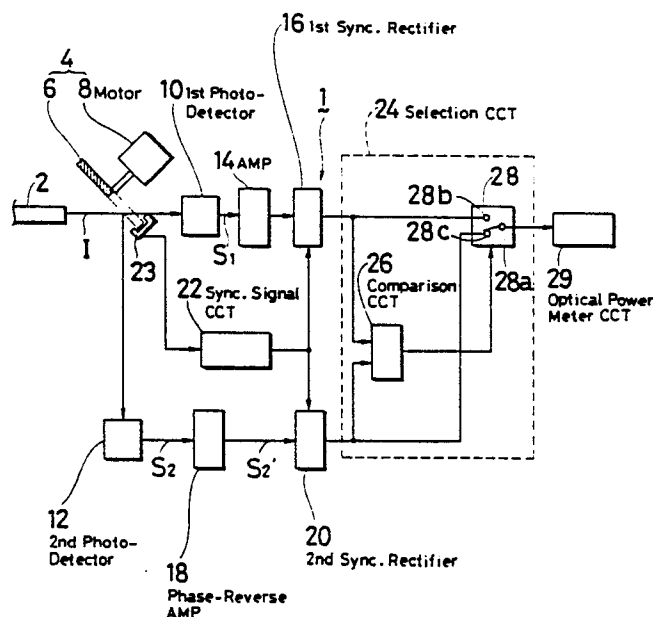 16 1st Sync. Rectifier
4
6 8 Motor
10 1st Photo-
Detector
1
24 Selection CCT
14 AMP
2
28b 28
28c
I
S1
23
22 Sync. Signal
CCT
26
Comparison
CCT
28a
29
Optical Power
Meter CCT
S2
S2'
12
2nd Photo-
Detector
18
Phase-Reverse
AMP
20
2nd Sync. Rectifier